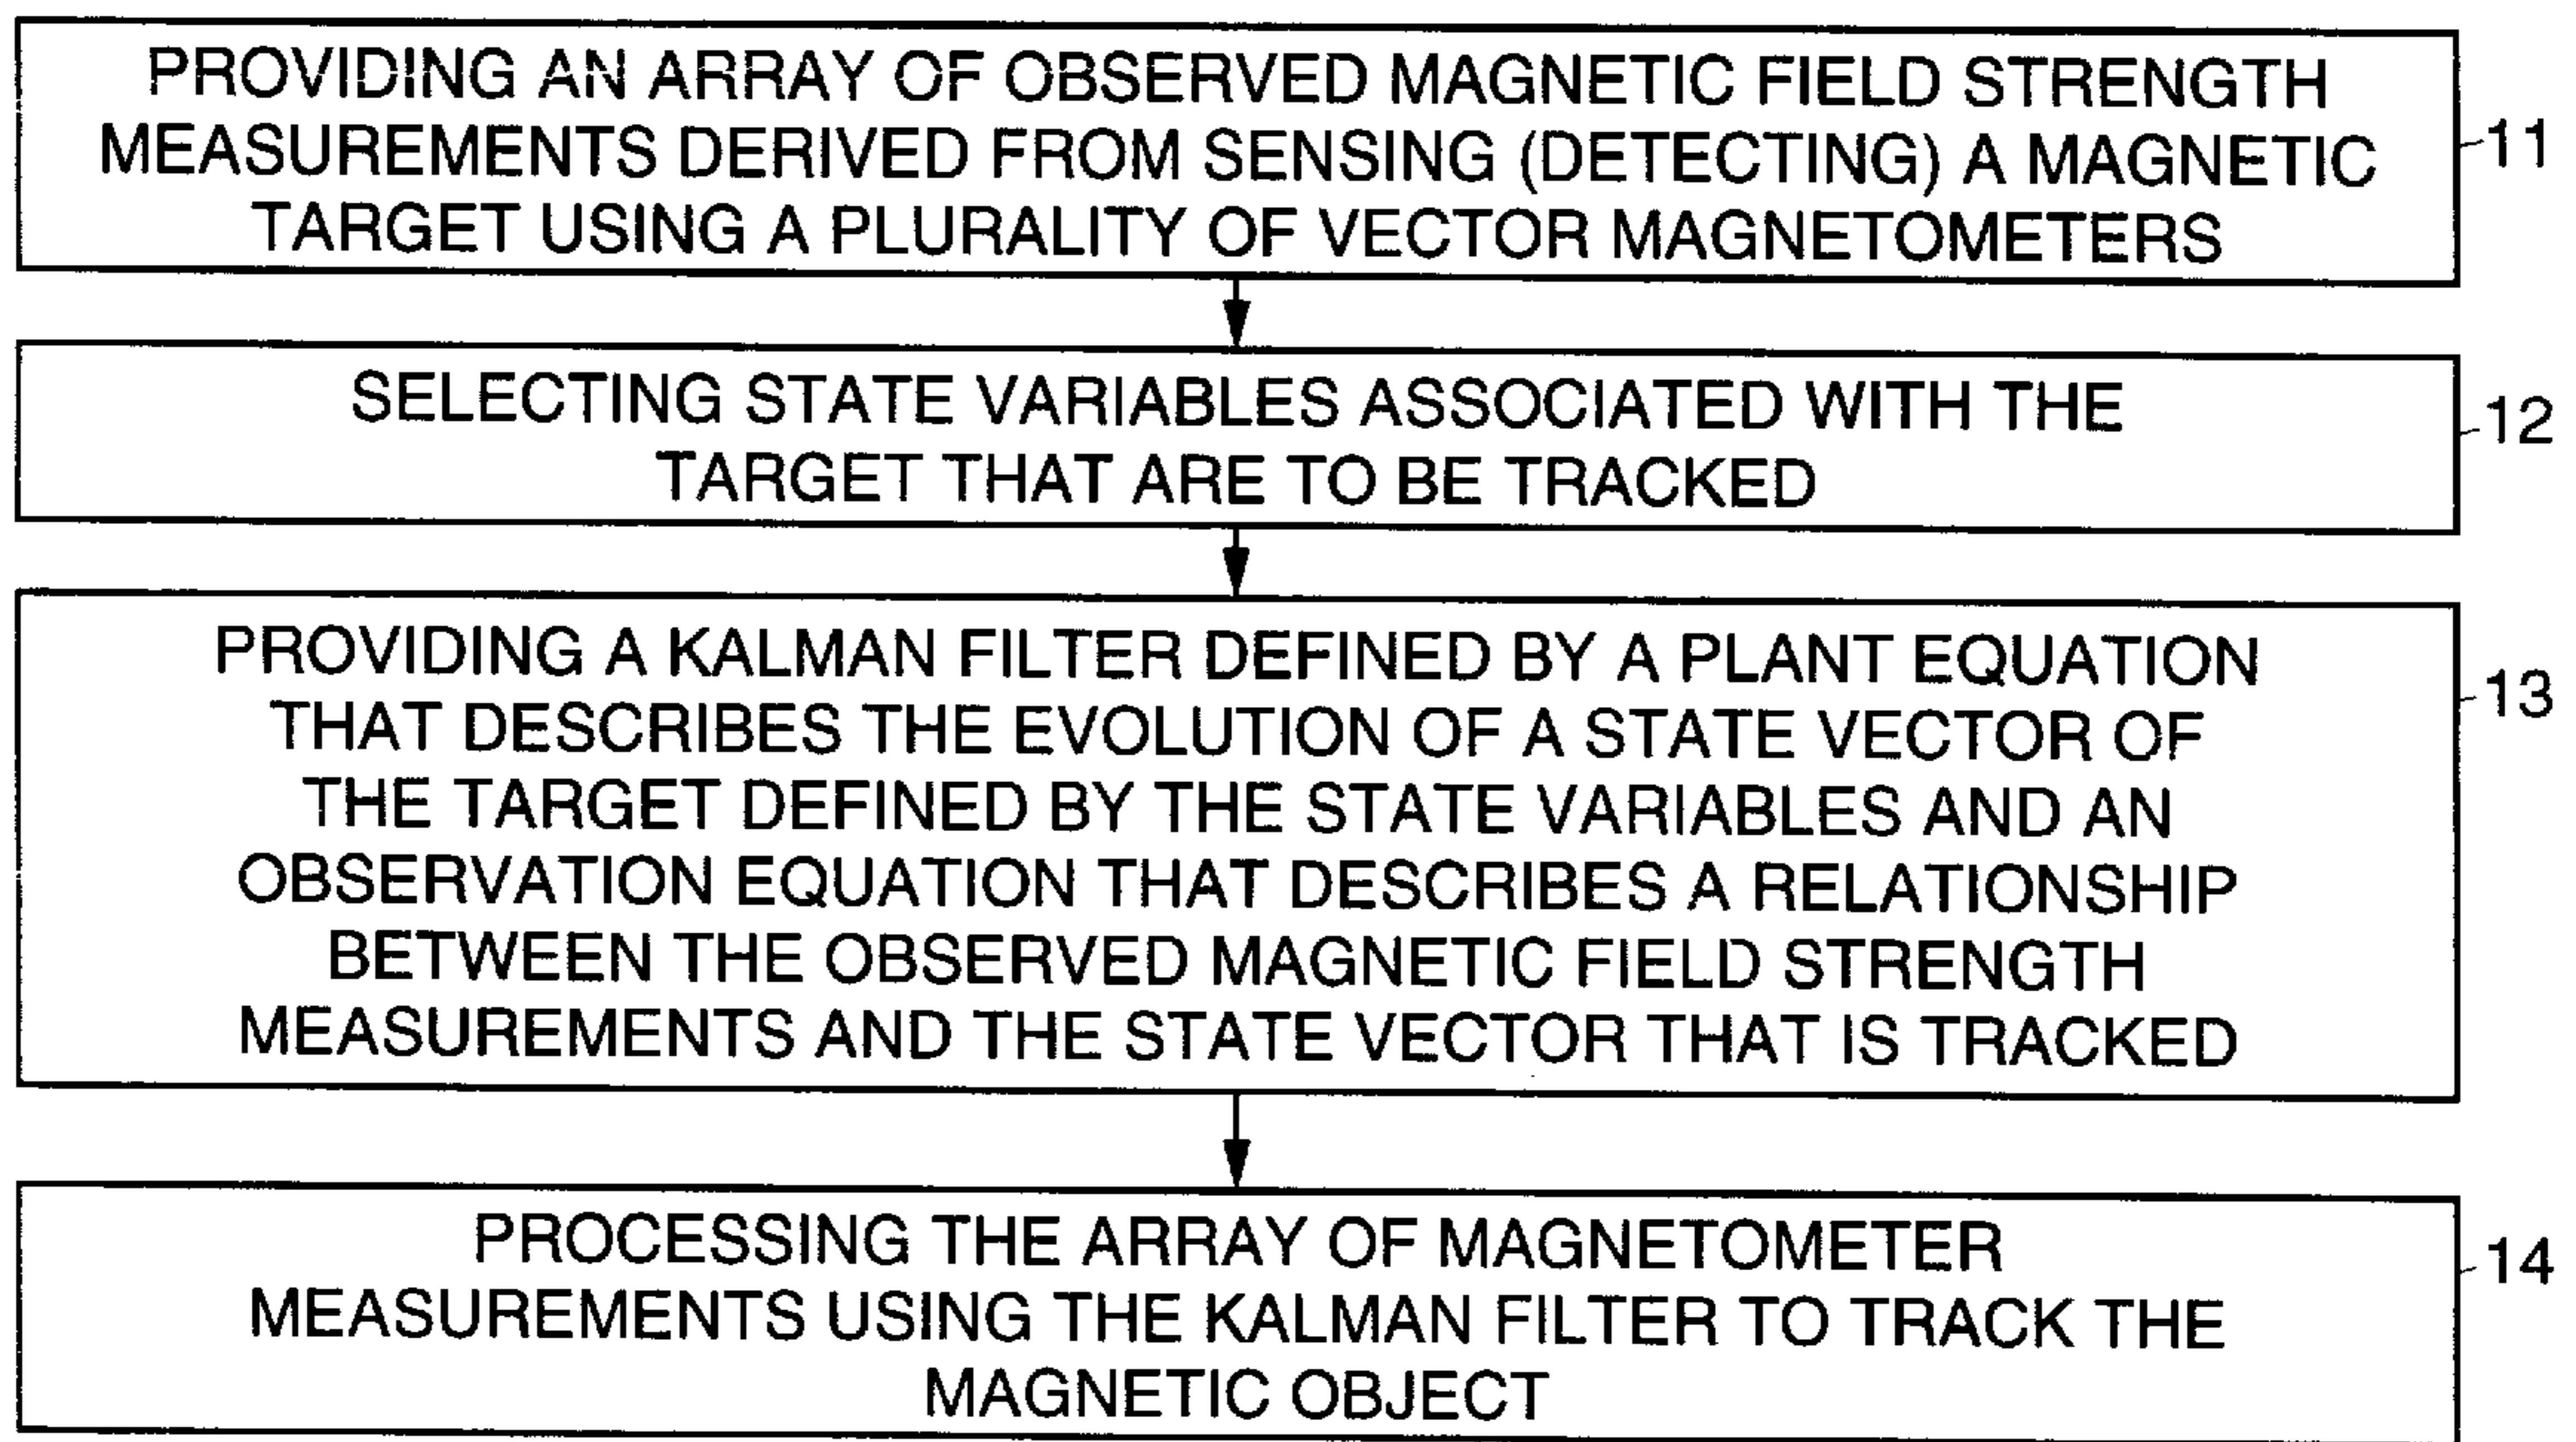 PROVIDING AN ARRAY OF OBSERVED MAGNETIC FIELD STRENGTH
MEASUREMENTS DERIVED FROM SENSING (DETECTING) A MAGNETIC
TARGET USING A PLURALITY OF VECTOR MAGNETOMETERS
11
SELECTING STATE VARIABLES ASSOCIATED WITH THE
TARGET THAT ARE TO BE TRACKED
12
PROVIDING A KALMAN FILTER DEFINED BY A PLANT EQUATION
THAT DESCRIBES THE EVOLUTION OF A STATE VECTOR OF
THE TARGET DEFINED BY THE STATE VARIABLES AND AN
OBSERVATION EQUATION THAT DESCRIBES A RELATIONSHIP
BETWEEN THE OBSERVED MAGNETIC FIELD STRENGTH
MEASUREMENTS AND THE STATE VECTOR THAT IS TRACKED
13
PROCESSING THE ARRAY OF MAGNETOMETER
MEASUREMENTS USING THE KALMAN FILTER TO TRACK THE
MAGNETIC OBJECT
14